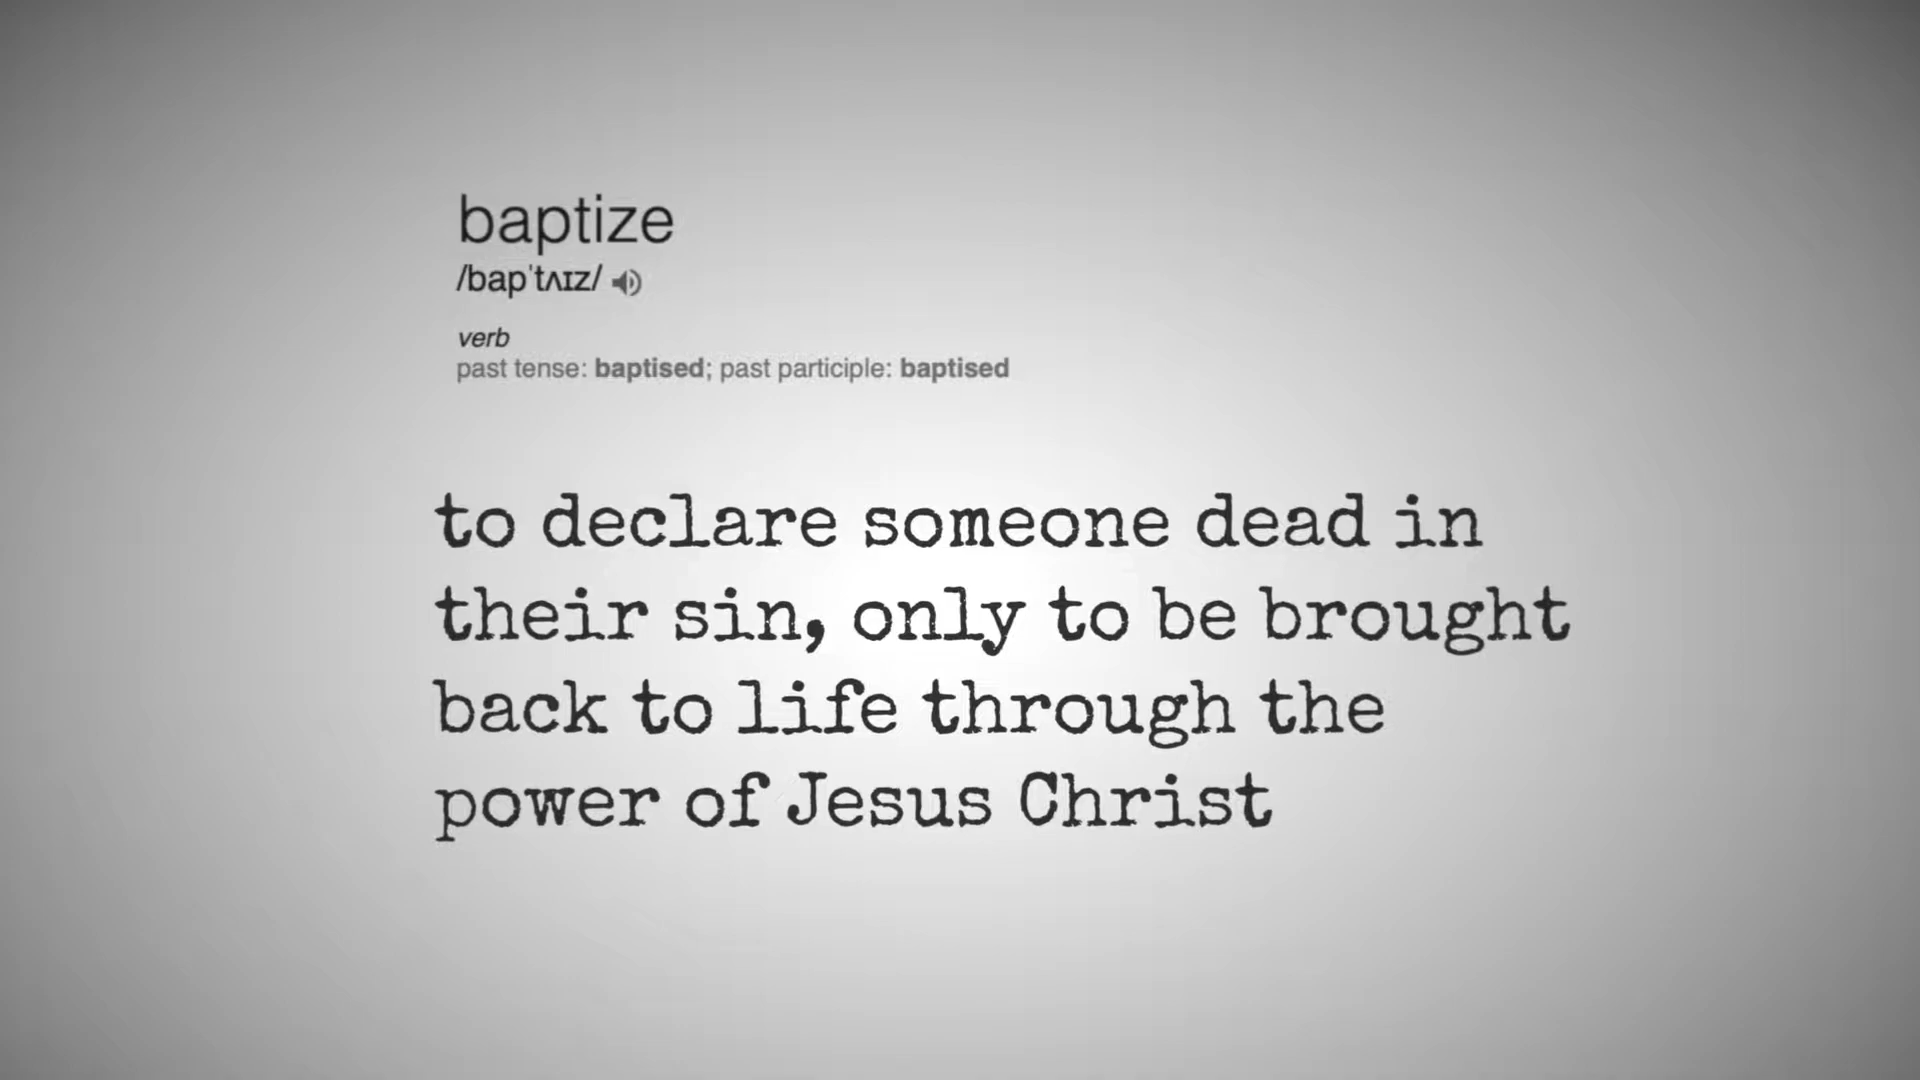 baptize
/bapˈtʌɪz/
verb
past tense: baptised; past participle: baptised
to declare someone dead in
their sin, only to be brought
back to life through the
power of Jesus Christ